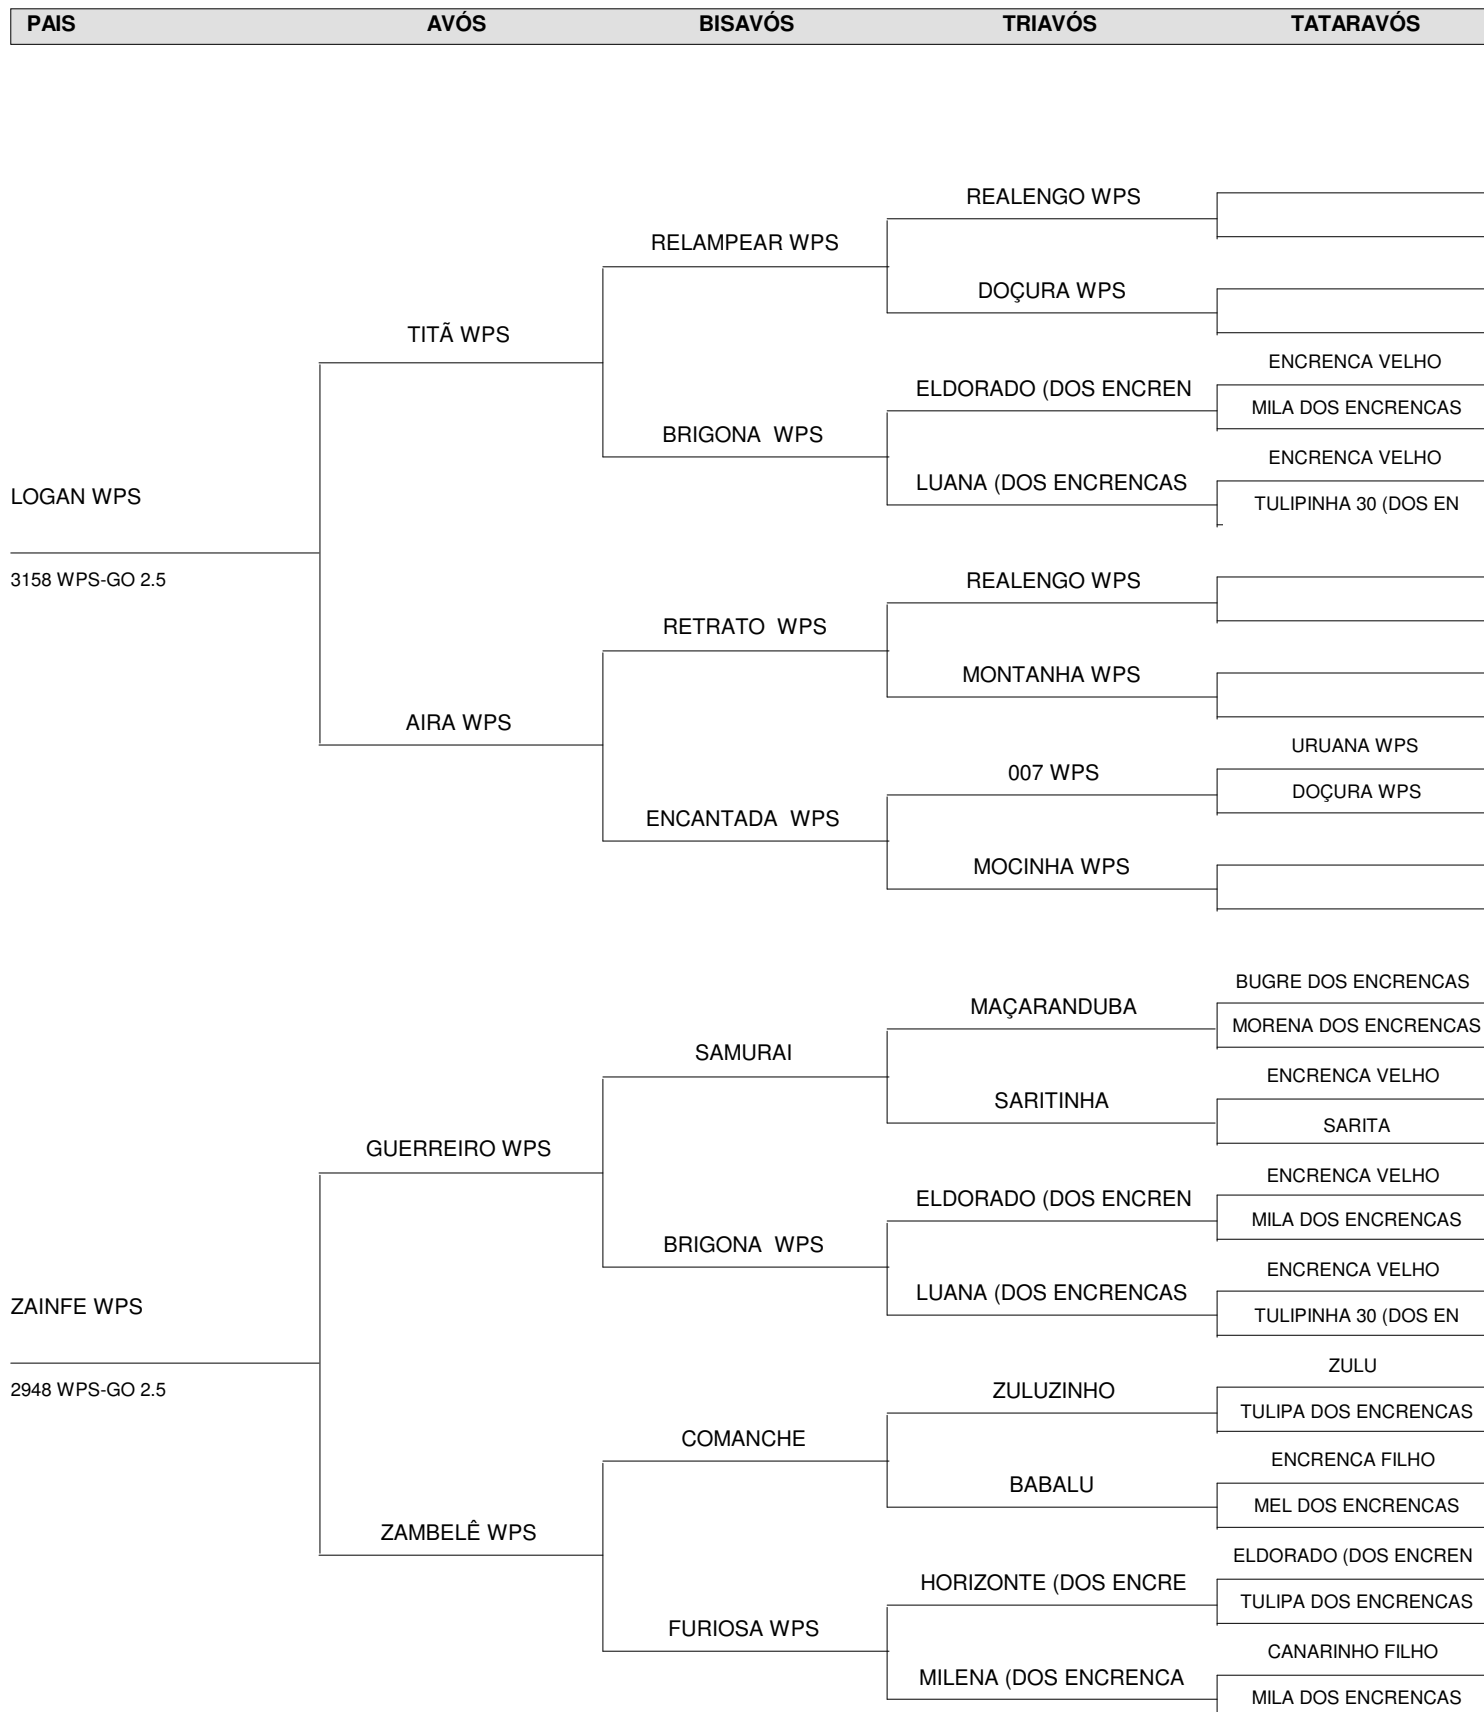 PAIS AVÓS BISAVÓS TRIAVÓS TATARAVÓS
REALENGO WPS
RELAMPEAR WPS
DOÇURA WPS
TITÃ WPS
ENCRENCA VELHO
ELDORADO (DOS ENCREN
MILA DOS ENCRENCAS
BRIGONA WPS
ENCRENCA VELHO
LUANA (DOS ENCRENCAS
TULIPINHA 30 (DOS EN
LOGAN WPS
3158 WPS-GO 2.5
REALENGO WPS
RETRATO WPS
MONTANHA WPS
AIRA WPS
URUANA WPS
007 WPS
DOÇURA WPS
ENCANTADA WPS
MOCINHA WPS
BUGRE DOS ENCRENCAS
MAÇARANDUBA
MORENA DOS ENCRENCAS
SAMURAI
ENCRENCA VELHO
SARITINHA
SARITA
GUERREIRO WPS
ENCRENCA VELHO
ELDORADO (DOS ENCREN
MILA DOS ENCRENCAS
BRIGONA WPS
ENCRENCA VELHO
LUANA (DOS ENCRENCAS
TULIPINHA 30 (DOS EN
ZAINFE WPS
2948 WPS-GO 2.5
ZULU
ZULUZINHO
TULIPA DOS ENCRENCAS
COMANCHE
ENCRENCA FILHO
BABALU
MEL DOS ENCRENCAS
ZAMBELÊ WPS
ELDORADO (DOS ENCREN
HORIZONTE (DOS ENCRE
TULIPA DOS ENCRENCAS
FURIOSA WPS
CANARINHO FILHO
MILENA (DOS ENCRENCA
MILA DOS ENCRENCAS